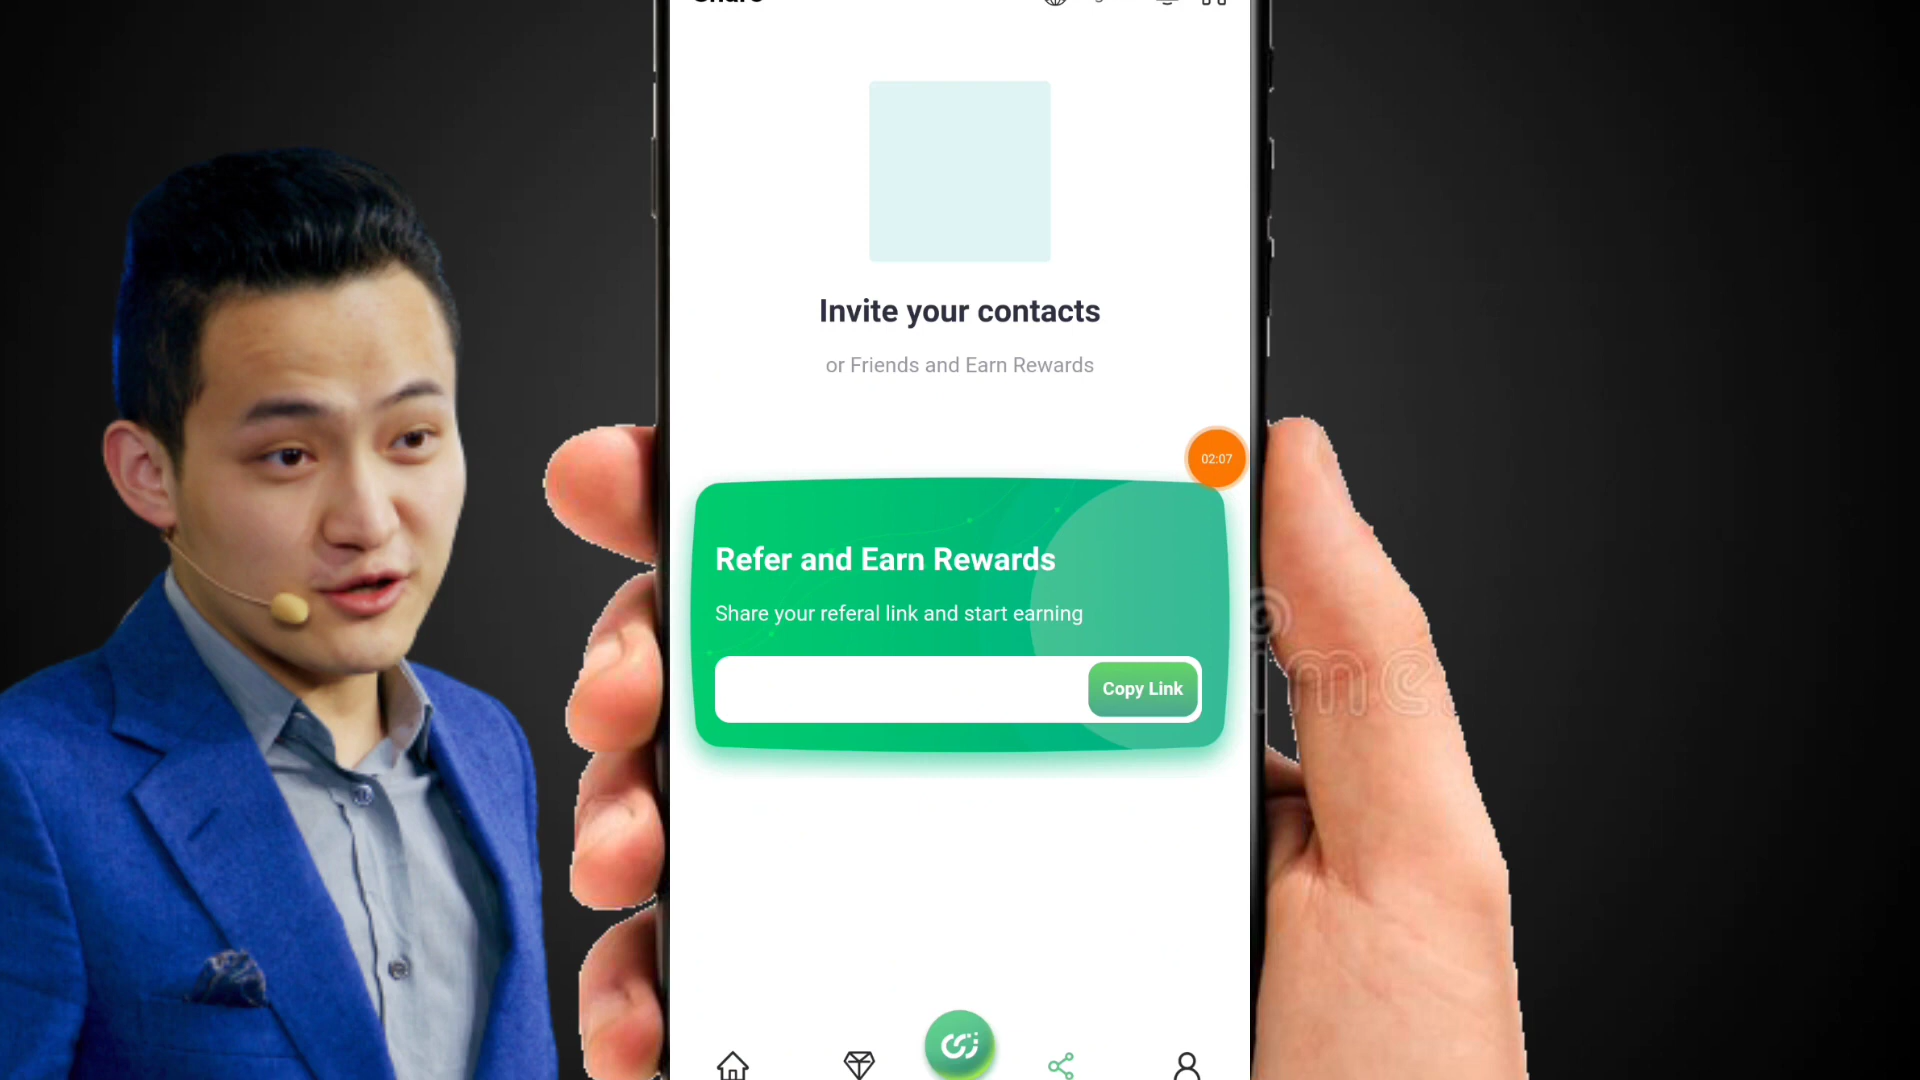 Share
Invite your contacts
or Friends and Earn Rewards
02:07
Refer and Earn Rewards
Share your referal link and start earning
Copy Link